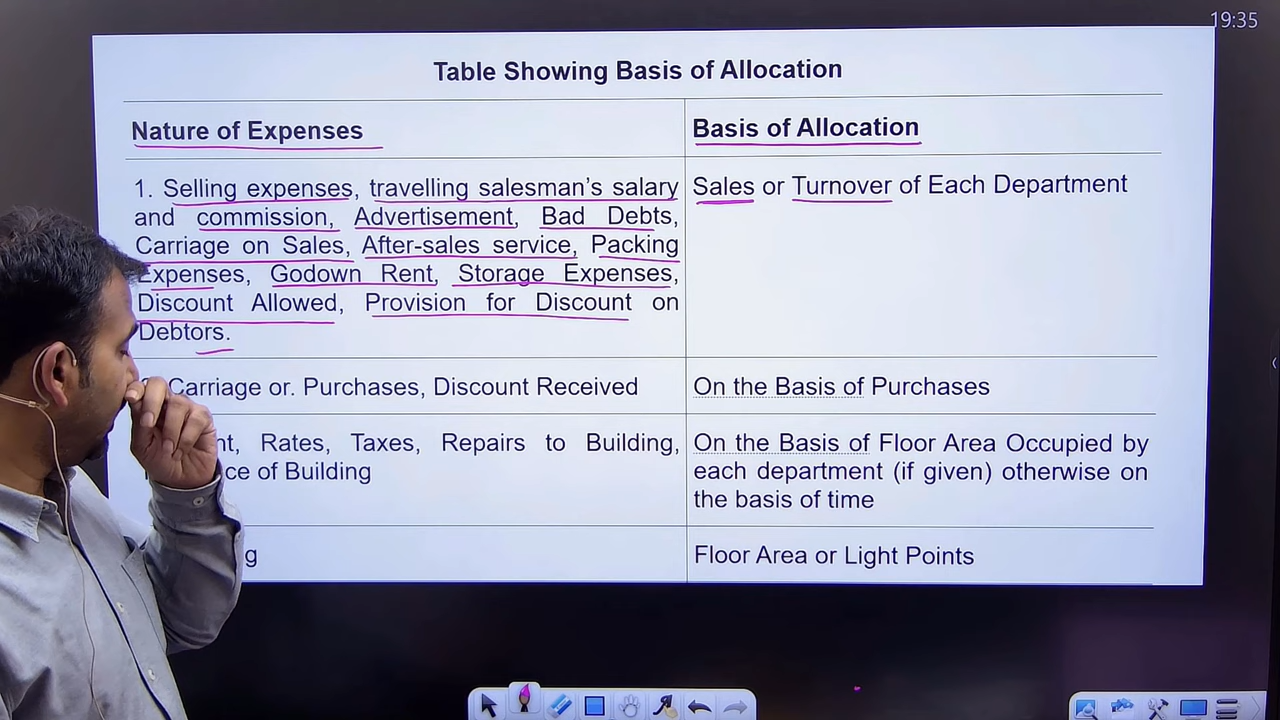 19:35
Table Showing Basis of Allocation
Nature of Expenses
Basis of Allocation
1. Selling expenses, travelling salesman's salary
and commission, Advertisement, Bad Debts,
Carriage on Sales, After-sales service, Packing
Expenses, Godown Rent, Storage Expenses,
Discount Allowed, Provision for Discount on
Debtors.
Sales or Turnover of Each Department
Carriage or. Purchases, Discount Received
On the Basis of Purchases
Rates, Taxes, Repairs to Building,
of Building
On the Basis of Floor Area Occupied by
each department (if given) otherwise on
the basis of time
Floor Area or Light Points